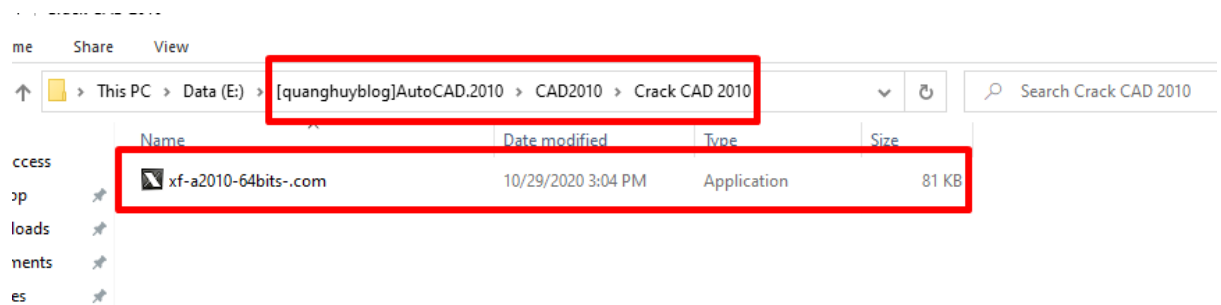 me Share View
This PC > Data (E:) > [quanghuyblog]AutoCAD.2010 > CAD2010 > Crack CAD 2010 Search Crack CAD 2010
Name Date modified Type Size
ccess
xf-a2010-64bits-.com 10/29/2020 3:04 PM Application 81 KB
op
loads
ments
es